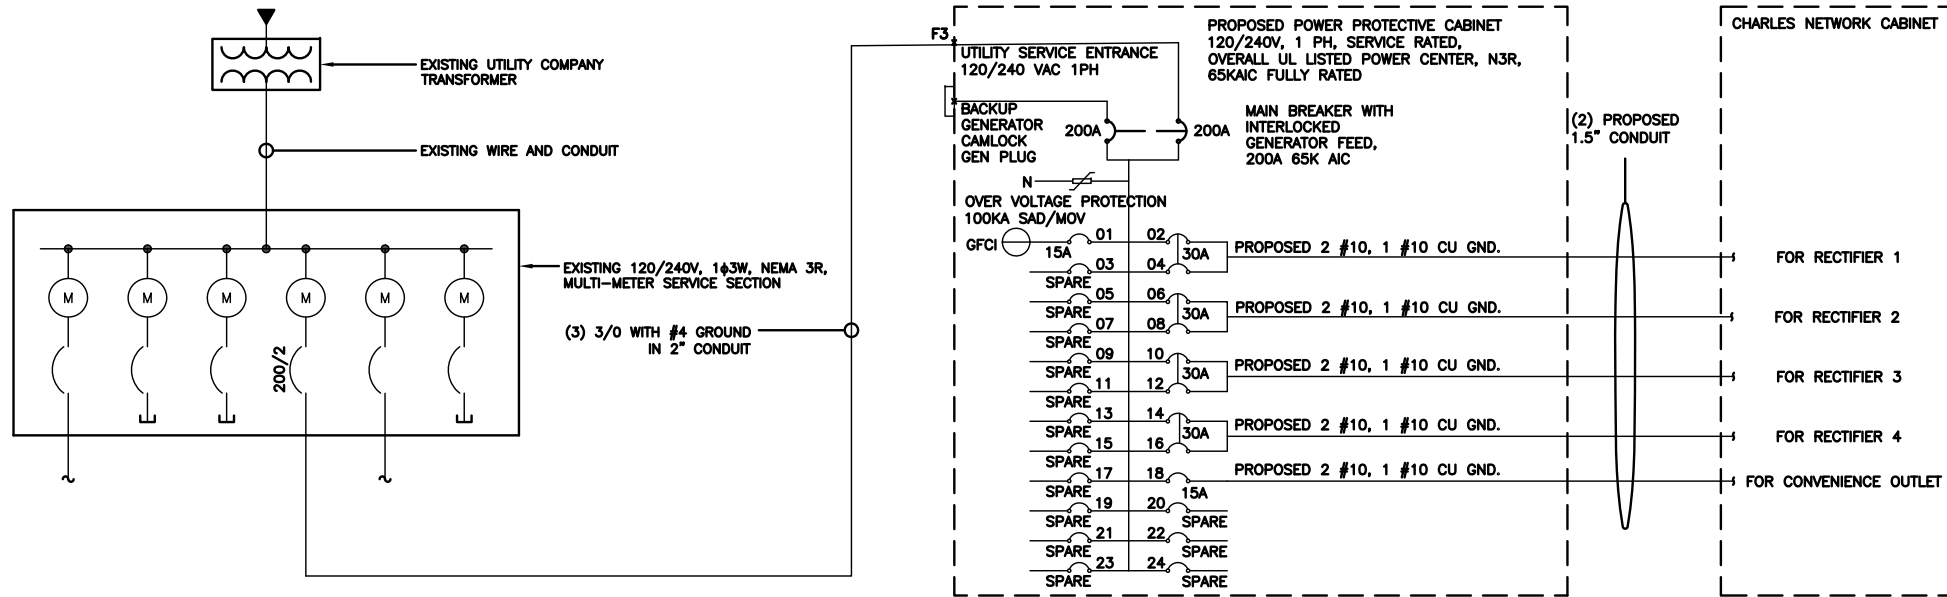 EXISTING UTILITY COMPANY
TRANSFORMER
EXISTING WIRE AND CONDUIT
M
M
M
M
M
M
200/2
EXISTING 120/240V, 1ϕ3W, NEMA 3R,
MULTI-METER SERVICE SECTION
(3) 3/0 WITH #4 GROUND
IN 2" CONDUIT
F3
UTILITY SERVICE ENTRANCE
120/240 VAC 1PH
PROPOSED POWER PROTECTIVE CABINET
120/240V, 1 PH, SERVICE RATED,
OVERALL UL LISTED POWER CENTER, N3R,
65KAIC FULLY RATED
BACKUP
GENERATOR
CAMLOCK
GEN PLUG
200A
200A
MAIN BREAKER WITH
INTERLOCKED
GENERATOR FEED,
200A 65K AIC
N
OVER VOLTAGE PROTECTION
100KA SAD/MOV
GFCI
15A
01 02
30A
PROPOSED 2 #10, 1 #10 CU GND.
03 04
SPARE
05 06
SPARE
30A
PROPOSED 2 #10, 1 #10 CU GND.
07 08
SPARE
09 10
SPARE
30A
PROPOSED 2 #10, 1 #10 CU GND.
11 12
SPARE
13 14
SPARE
30A
PROPOSED 2 #10, 1 #10 CU GND.
15 16
SPARE
17 18
SPARE
15A
PROPOSED 2 #10, 1 #10 CU GND.
19 20
SPARE SPARE
21 22
SPARE SPARE
23 24
SPARE SPARE
(2) PROPOSED
1.5" CONDUIT
CHARLES NETWORK CABINET
FOR RECTIFIER 1
FOR RECTIFIER 2
FOR RECTIFIER 3
FOR RECTIFIER 4
FOR CONVENIENCE OUTLET